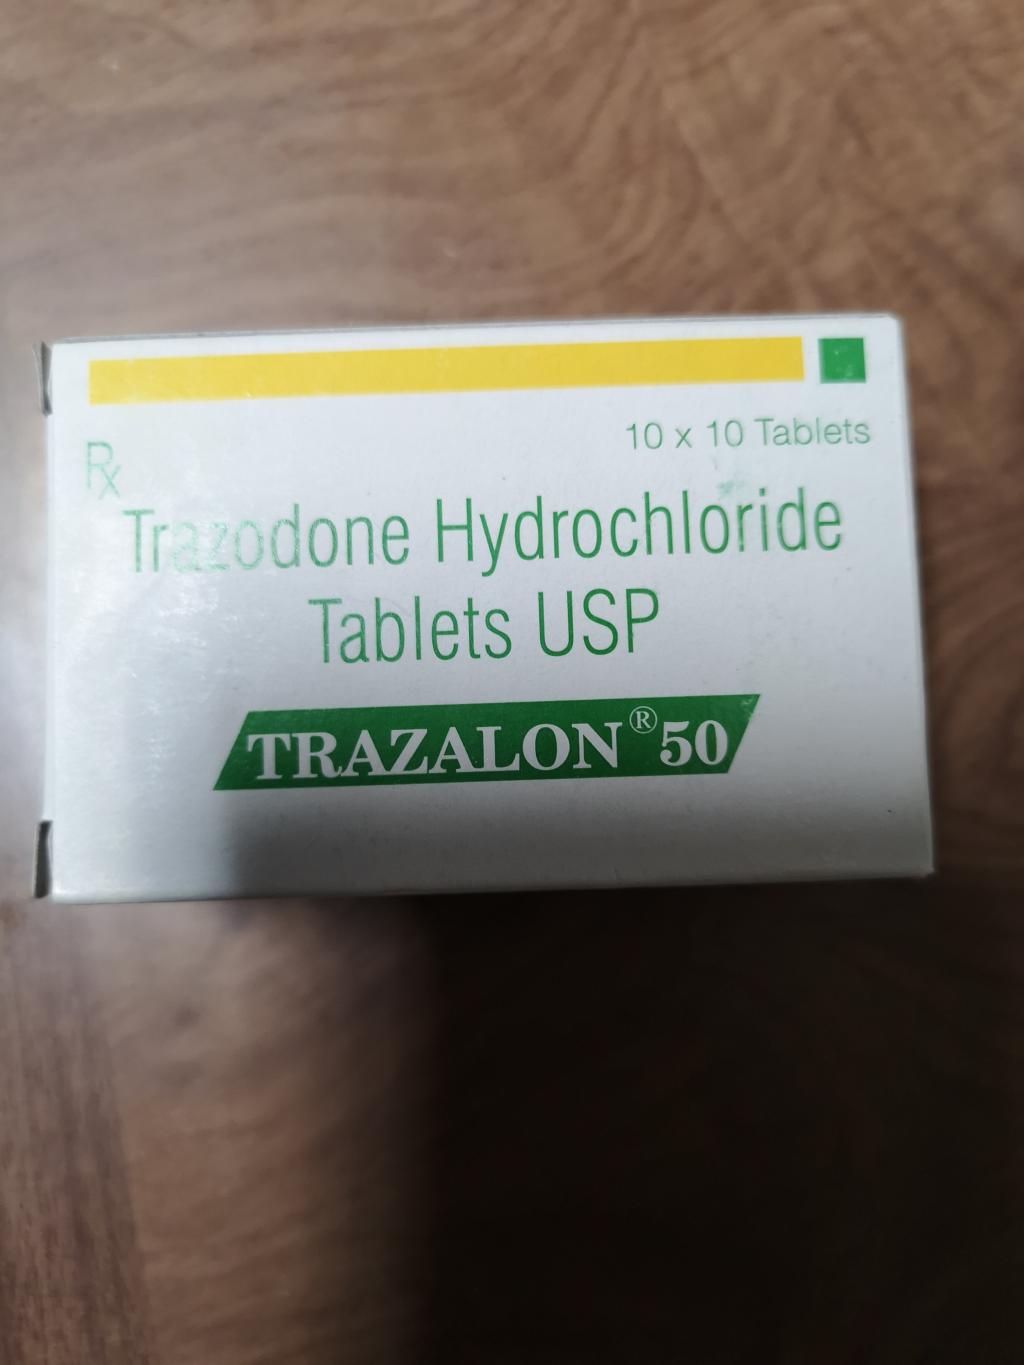 10 x 10 Tablets
Rx
Trazodone Hydrochloride
Tablets USP
TRAZALON® 50